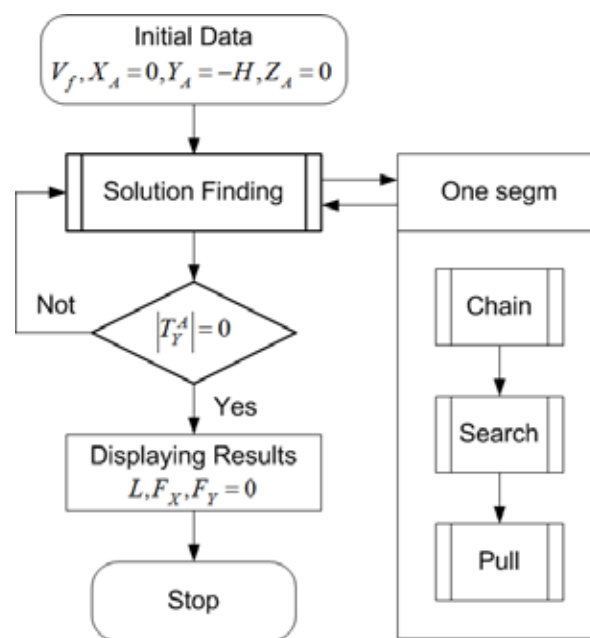 Initial Data
V_f, X_A = 0, Y_A = -H, Z_A = 0
Solution Finding
One segm
Not
|T_Y^A| = 0
Yes
Displaying Results
L, F_X, F_Y = 0
Stop
Chain
Search
Pull